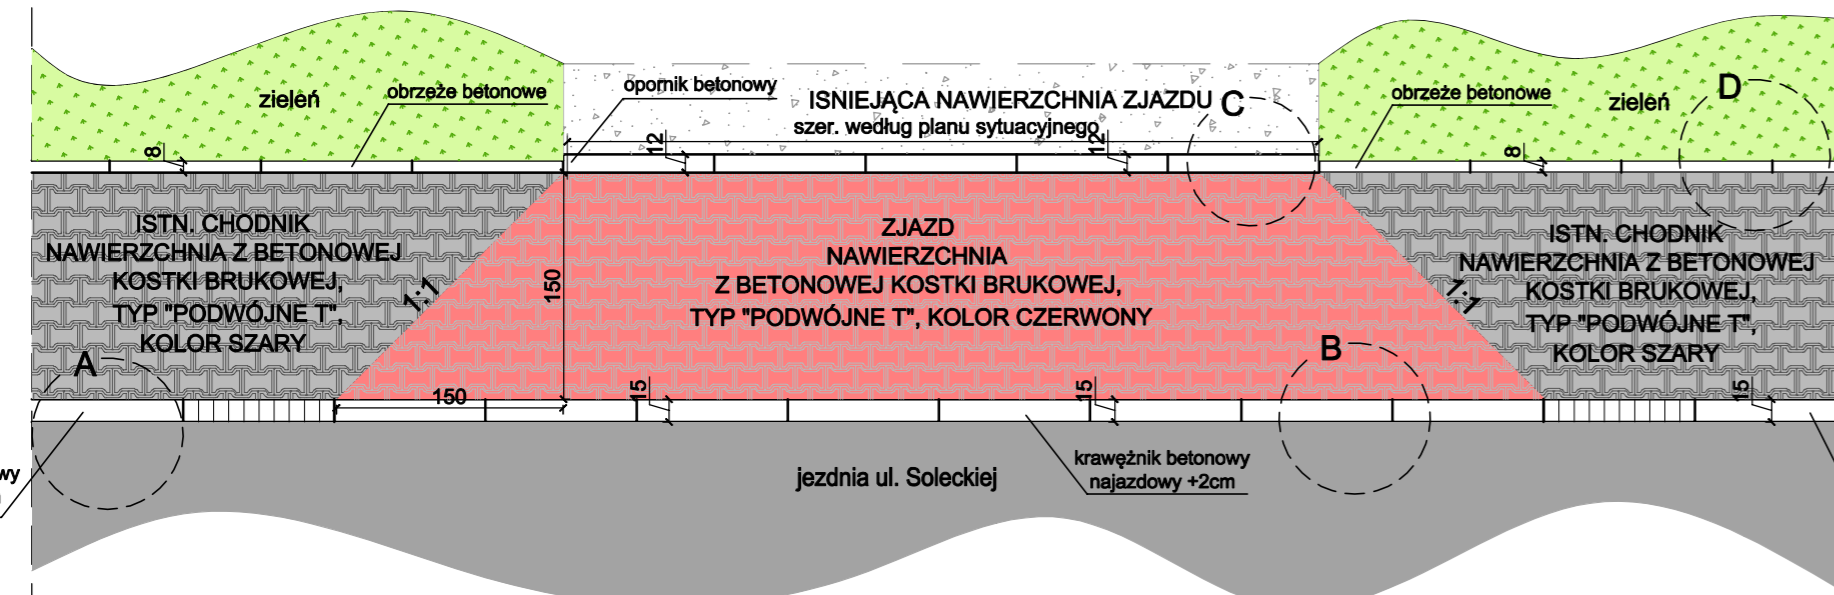 zieleń
obrzeże betonowe
opornik betonowy
ISNIEJĄCA NAWIERZCHNIA ZJAZDU
szer. według planu sytuacyjnego
C
obrzeże betonowe
zieleń
D
8
12
12
8
ISTN. CHODNIK
NAWIERZCHNIA Z BETONOWEJ
KOSTKI BRUKOWEJ,
TYP "PODWÓJNE T",
KOLOR SZARY
1:1
150
ZJAZD
NAWIERZCHNIA
Z BETONOWEJ KOSTKI BRUKOWEJ,
TYP "PODWÓJNE T", KOLOR CZERWONY
1:1
ISTN. CHODNIK
NAWIERZCHNIA Z BETONOWEJ
KOSTKI BRUKOWEJ,
TYP "PODWÓJNE T",
KOLOR SZARY
A
B
150
15
15
15
wy
jezdnia ul. Soleckiej
krawężnik betonowy
najazdowy +2cm